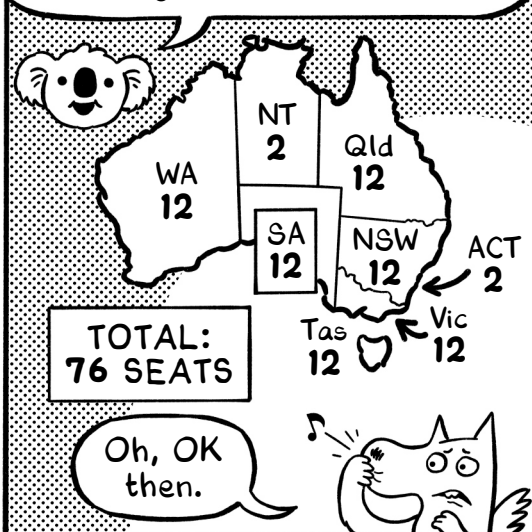 NT
2
Qld
12
WA
12
SA
12
NSW
12
ACT
2
Vic
12
Tas
12
TOTAL:
76 SEATS
Oh, OK
then.